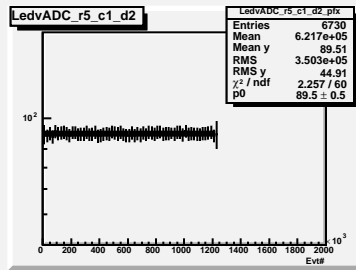 LedvADC_r5_c1_d2
LedvADC_r5_c1_d2_pfx
Entries 6730
Mean 6.217e+05
Mean y 89.51
RMS 3.503e+05
RMS y 44.91
χ² / ndf 2.257 / 60
p0 89.5 ± 0.5
10²
0 200 400 600 800 1000 1200 1400 1600 1800 2000
×10³
Evt#